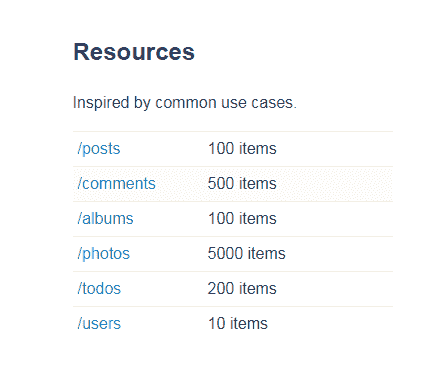 Resources
Inspired by common use cases.
/posts 100 items
/comments 500 items
/albums 100 items
/photos 5000 items
/todos 200 items
/users 10 items